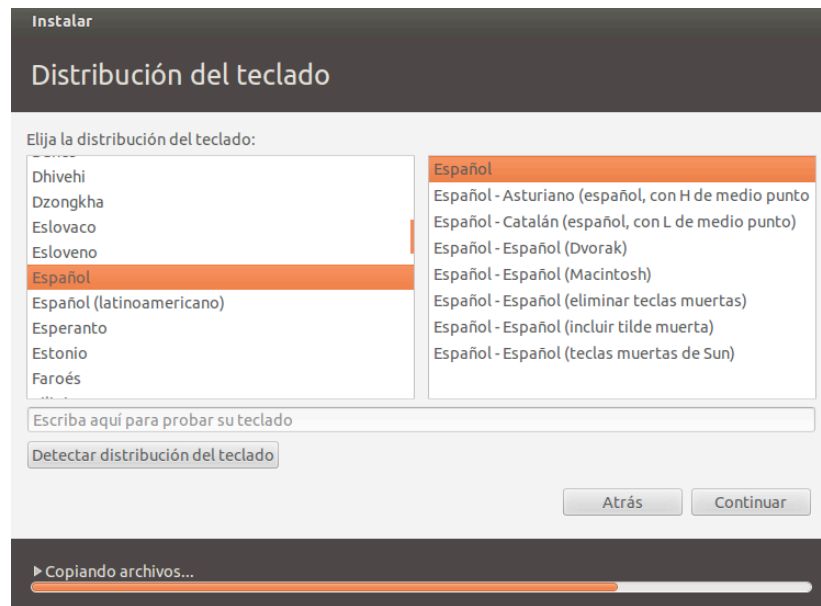 Instalar
Distribución del teclado
Elija la distribución del teclado:
Dhivehi
Dzongkha
Eslovaco
Esloveno
Español
Español (latinoamericano)
Esperanto
Estonio
Faroés
Español
Español - Asturiano (español, con H de medio punto
Español - Catalán (español, con L de medio punto)
Español - Español (Dvorak)
Español - Español (Macintosh)
Español - Español (eliminar teclas muertas)
Español - Español (incluir tilde muerta)
Español - Español (teclas muertas de Sun)
Escriba aquí para probar su teclado
Detectar distribución del teclado
Atrás
Continuar
Copiando archivos...